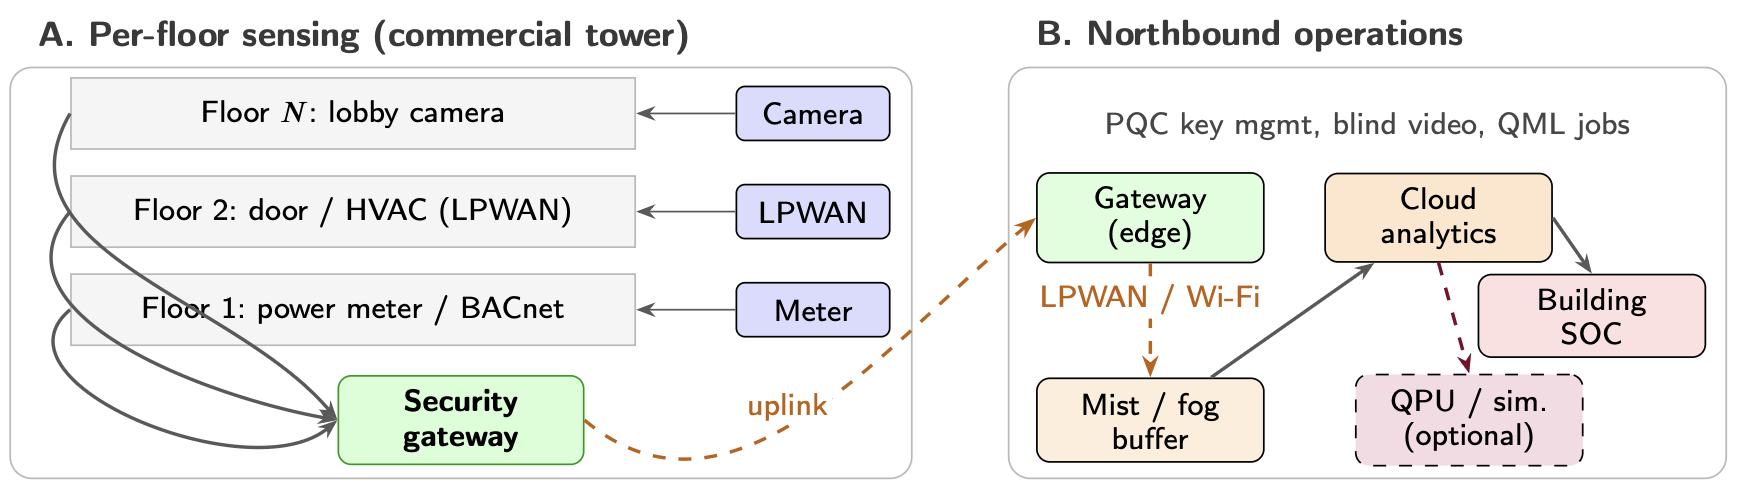 A. Per-floor sensing (commercial tower)
Floor N: lobby camera
Camera
Floor 2: door / HVAC (LPWAN)
LPWAN
Floor 1: power meter / BACnet
Meter
Security
gateway
uplink
B. Northbound operations
PQC key mgmt, blind video, QML jobs
Gateway
(edge)
Cloud
analytics
LPWAN / Wi-Fi
Building
SOC
Mist / fog
buffer
QPU / sim.
(optional)